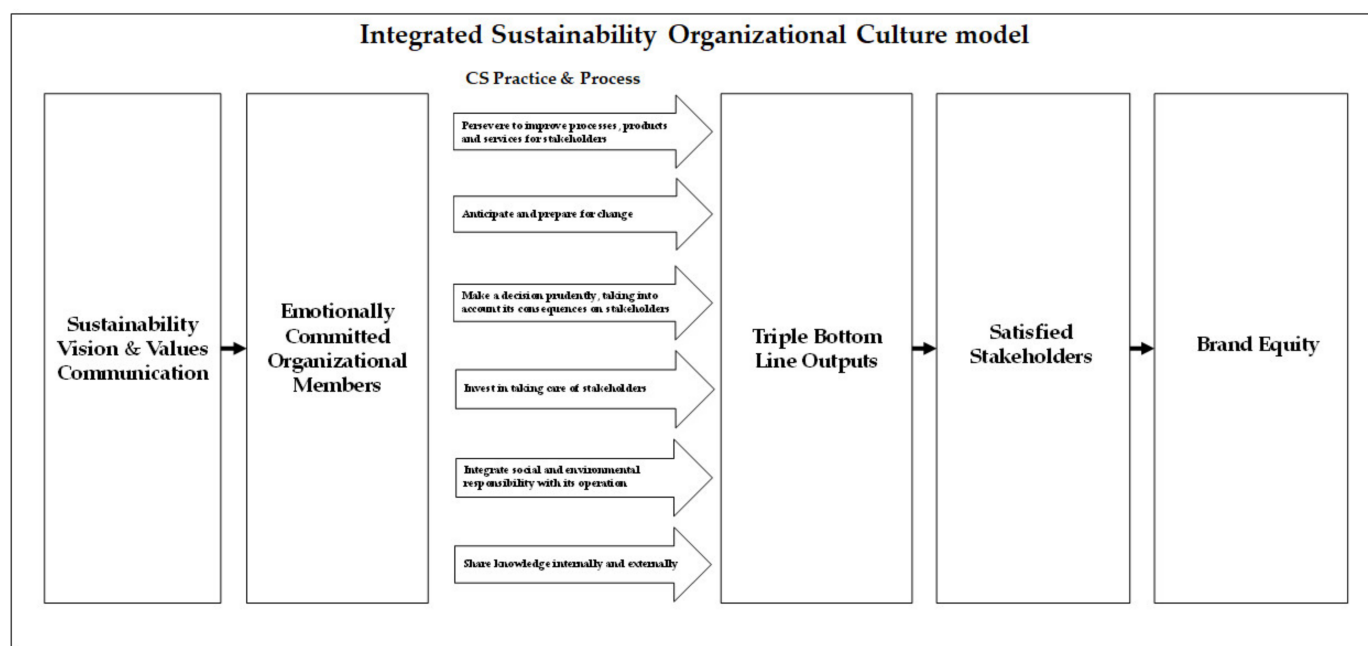 Integrated Sustainability Organizational Culture model
CS Practice & Process
Sustainability
Vision & Values
Communication
Emotionally
Committed
Organizational
Members
Persevere to improve processes, products
and services for stakeholders
Anticipate and prepare for change
Make a decision prudently, taking into
account its consequences on stakeholders
Invest in taking care of stakeholders
Integrate social and environmental
responsibility with its operation
Share knowledge internally and externally
Triple Bottom
Line Outputs
Satisfied
Stakeholders
Brand Equity